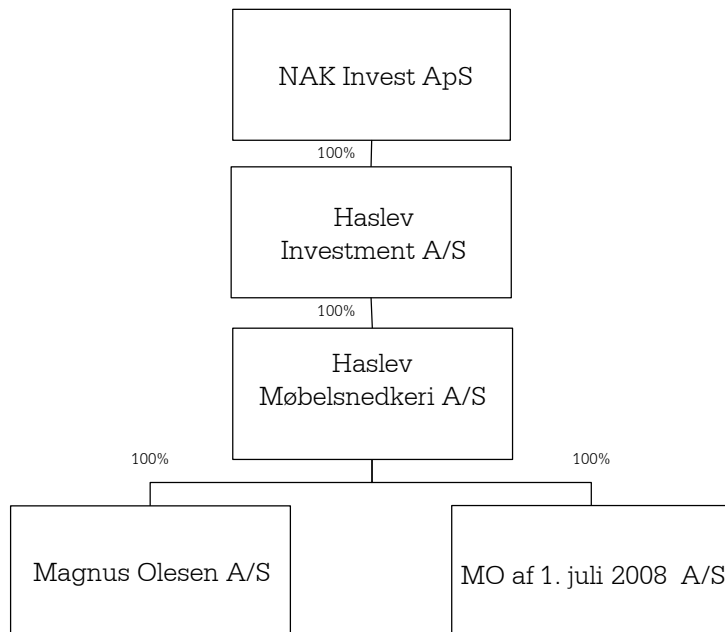 NAK Invest ApS
100%
Haslev
Investment A/S
100%
Haslev
Møbelsnedkeri A/S
100%
100%
Magnus Olesen A/S
MO af 1. juli 2008 A/S